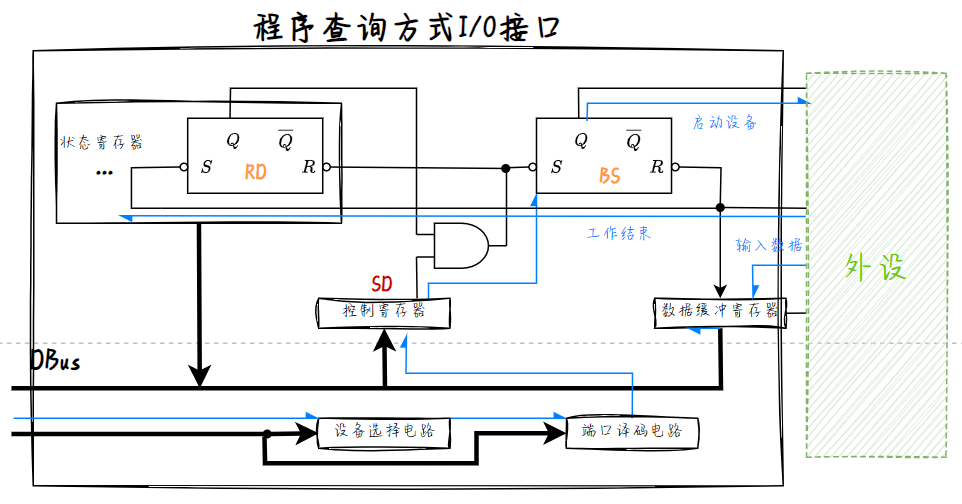 程序查询方式I/O接口
状态寄存器
...
Q
Q̅
S
RD
R
Q
Q̅
S
BS
R
启动设备
工作结束
输入数据
外设
SD
控制寄存器
数据缓冲寄存器
DBus
设备选择电路
端口译码电路